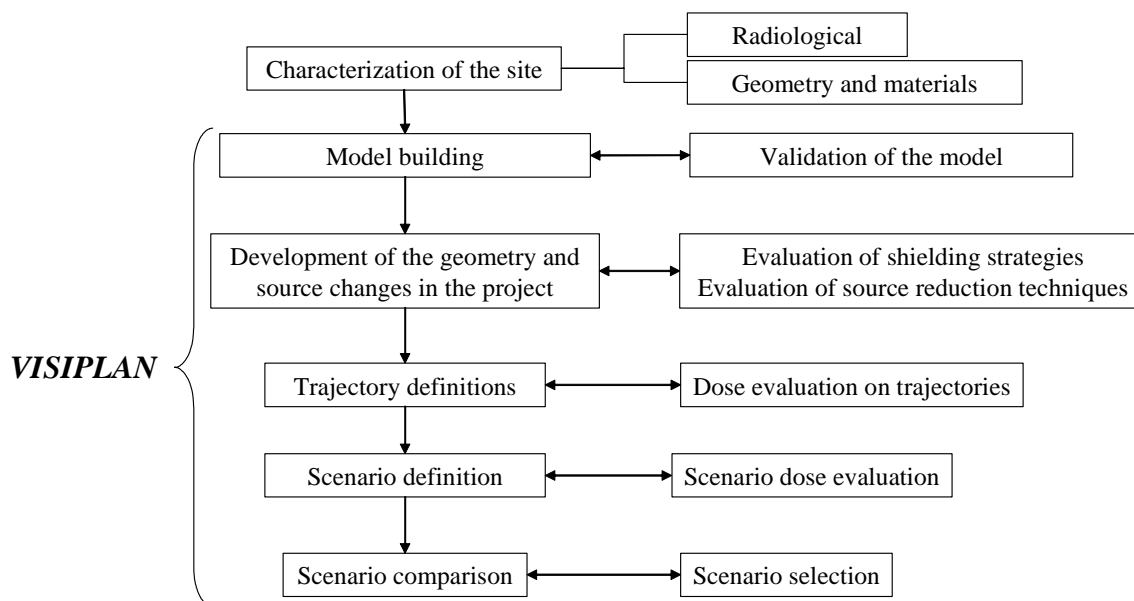 Radiological
Characterization of the site
Geometry and materials
Model building
Validation of the model
Development of the geometry and
source changes in the project
Evaluation of shielding strategies
Evaluation of source reduction techniques
VISIPLAN
Trajectory definitions
Dose evaluation on trajectories
Scenario definition
Scenario dose evaluation
Scenario comparison
Scenario selection